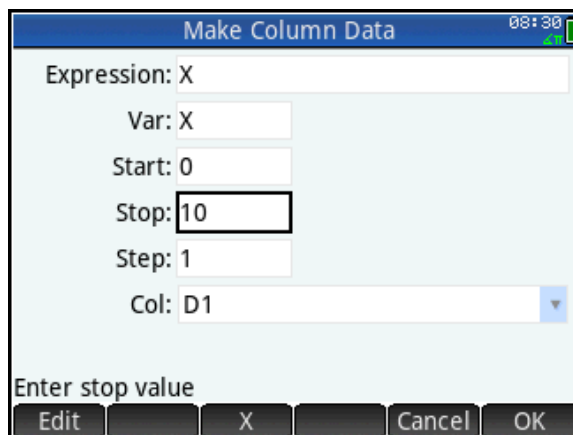 Make Column Data 08:30
∠π
Expression: X
Var: X
Start: 0
Stop: 10
Step: 1
Col: D1
Enter stop value
Edit X Cancel OK